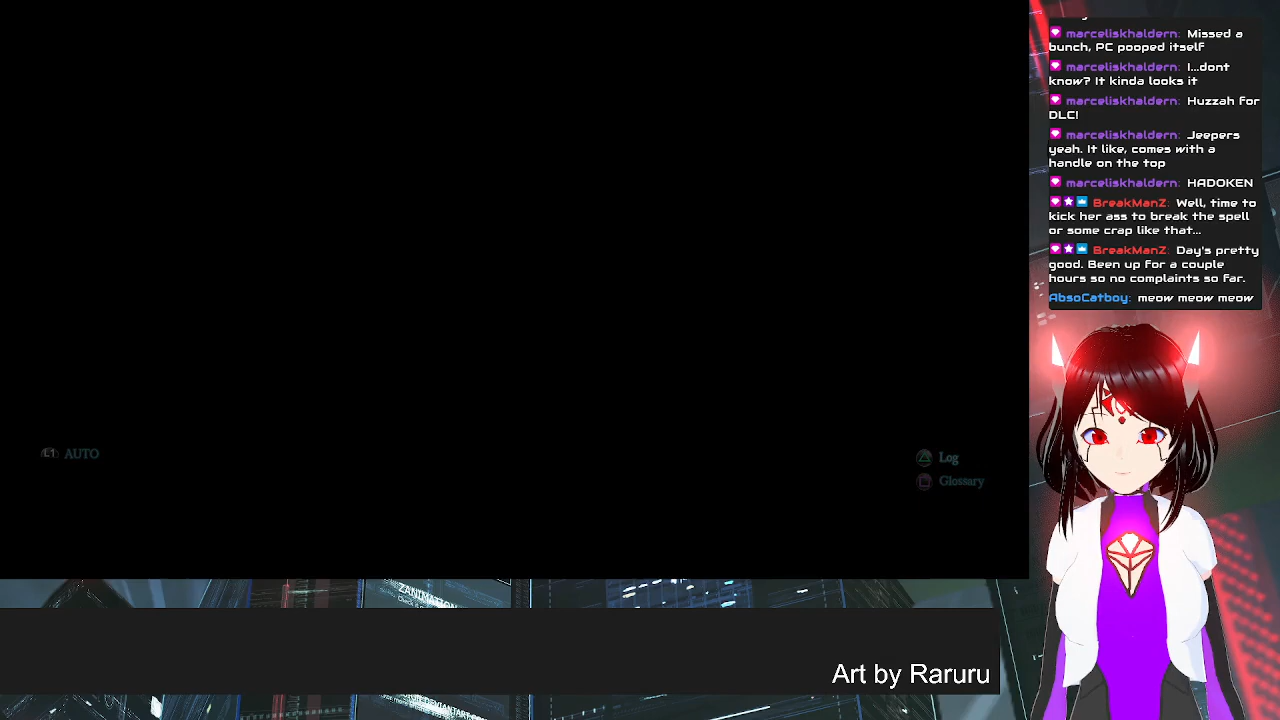 marceliskhaldern: Missed a
bunch, PC pooped itself
marceliskhaldern: I...dont
know? It kinda looks it
marceliskhaldern: Huzzah for
DLC!
marceliskhaldern: Jeepers
yeah. It like, comes with a
handle on the top
marceliskhaldern: HADOKEN
BreakManZ: Well, time to
kick her ass to break the spell
or some crap like that...
BreakManZ: Day's pretty
good. Been up for a couple
hours so no complaints so far.
AbsoCatboy: meow meow meow
L1 AUTO
Log
Glossary
Art by Raruru